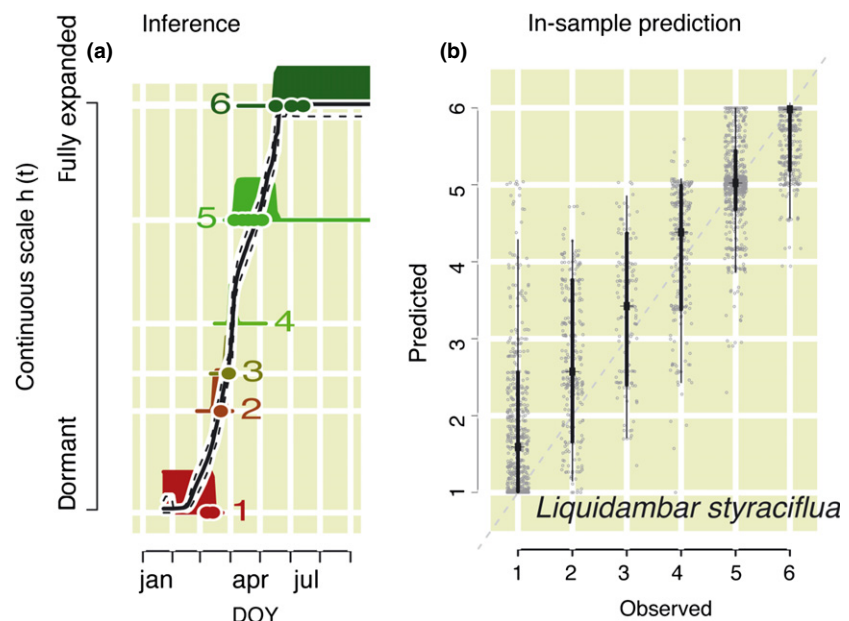 Inference
(a)
Continuous scale h (t)
Dormant
Fully expanded
6
5
4
3
2
1
jan
apr
jul
DOY
In-sample prediction
(b)
Predicted
6
5
4
3
2
1
Liquidambar styraciflua
1 2 3 4 5 6
Observed